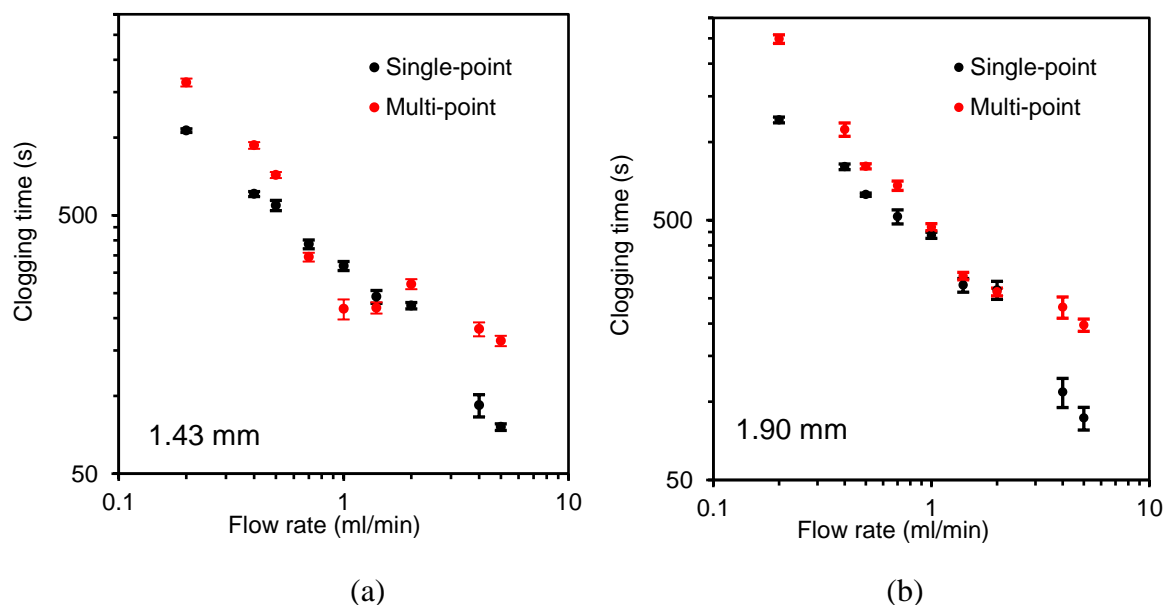 Single-point
Multi-point
Clogging time (s)
500
50
0.1
1
10
1.43 mm
Flow rate (ml/min)
(a)
Single-point
Multi-point
Clogging time (s)
500
50
0.1
1
10
1.90 mm
Flow rate (ml/min)
(b)